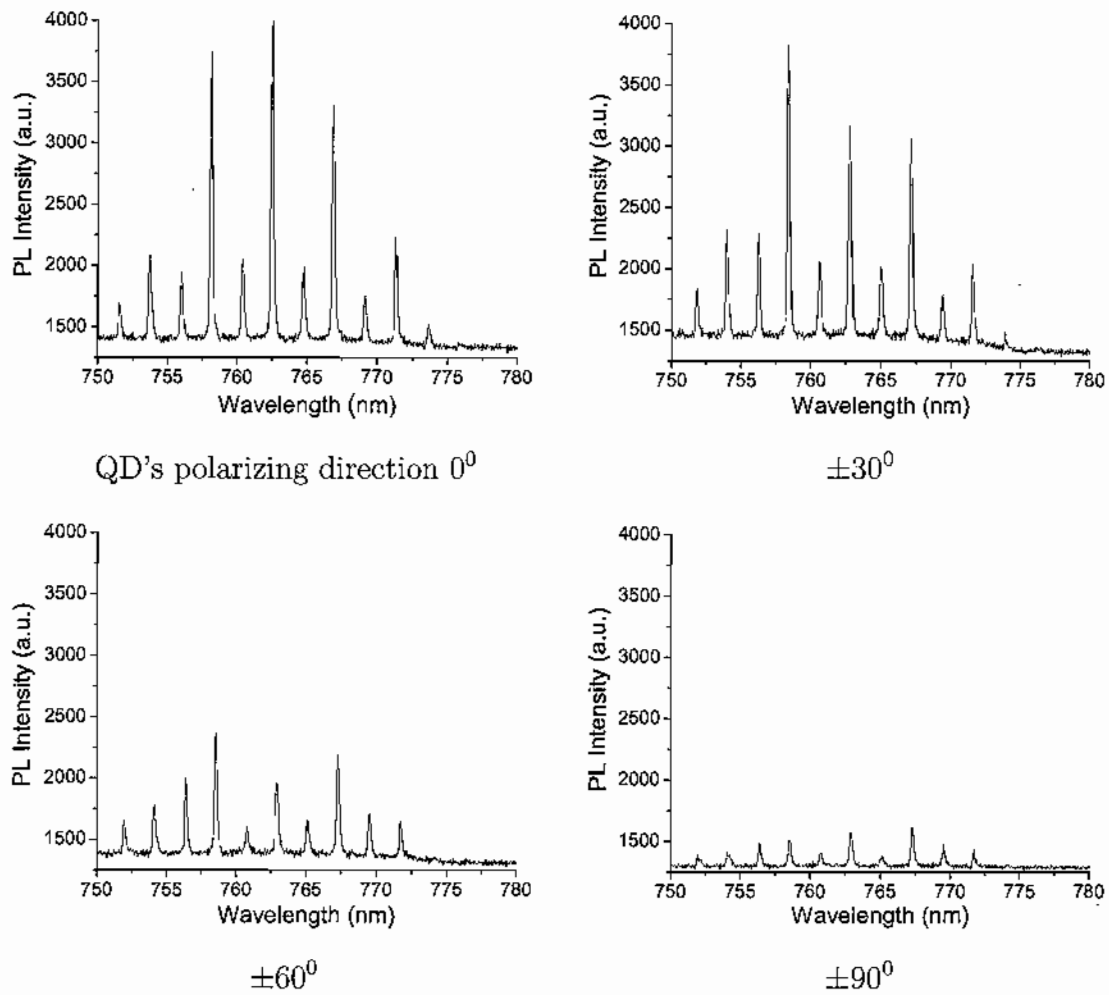 4000
3500
3000
2500
2000
1500
PL Intensity (a.u.)
750 755 760 765 770 775 780
Wavelength (nm)
QD's polarizing direction 0⁰
4000
3500
3000
2500
2000
1500
PL Intensity (a.u.)
750 755 760 765 770 775 780
Wavelength (nm)
±30⁰
4000
3500
3000
2500
2000
1500
PL Intensity (a.u.)
750 755 760 765 770 775 780
Wavelength (nm)
±60⁰
4000
3500
3000
2500
2000
1500
PL Intensity (a.u.)
750 755 760 765 770 775 780
Wavelength (nm)
±90⁰